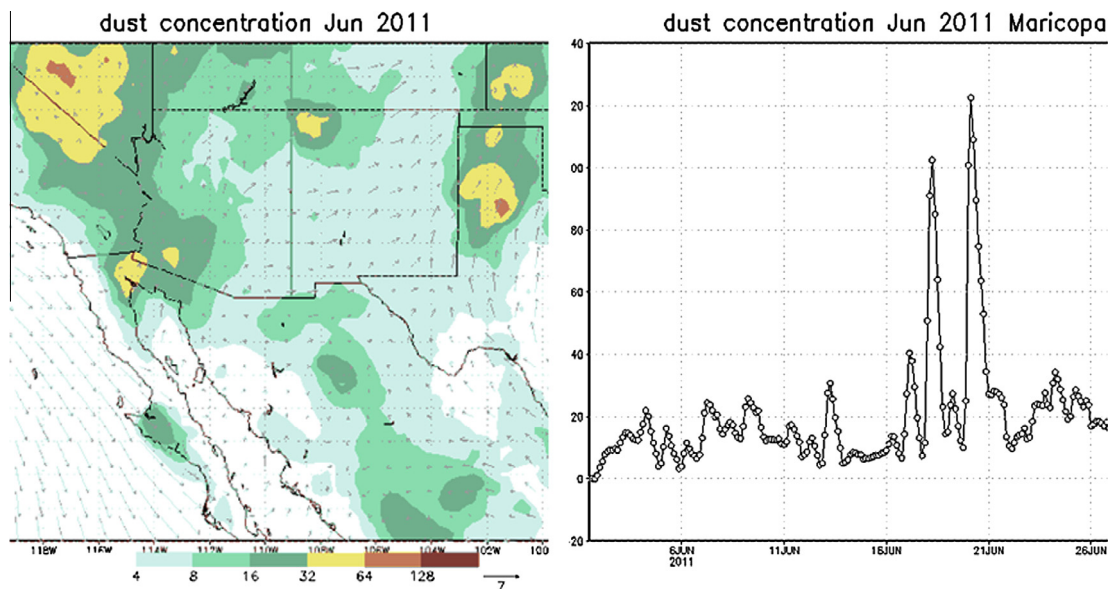 dust concentration Jun 2011
118W 116W 114W 112W 110W 108W 106W 104W 102W 100
4 8 16 32 64 128
7
dust concentration Jun 2011 Maricopa
40
20
00
80
60
40
20
0
-20
6JUN 11JUN 16JUN 21JUN 26JUN
2011